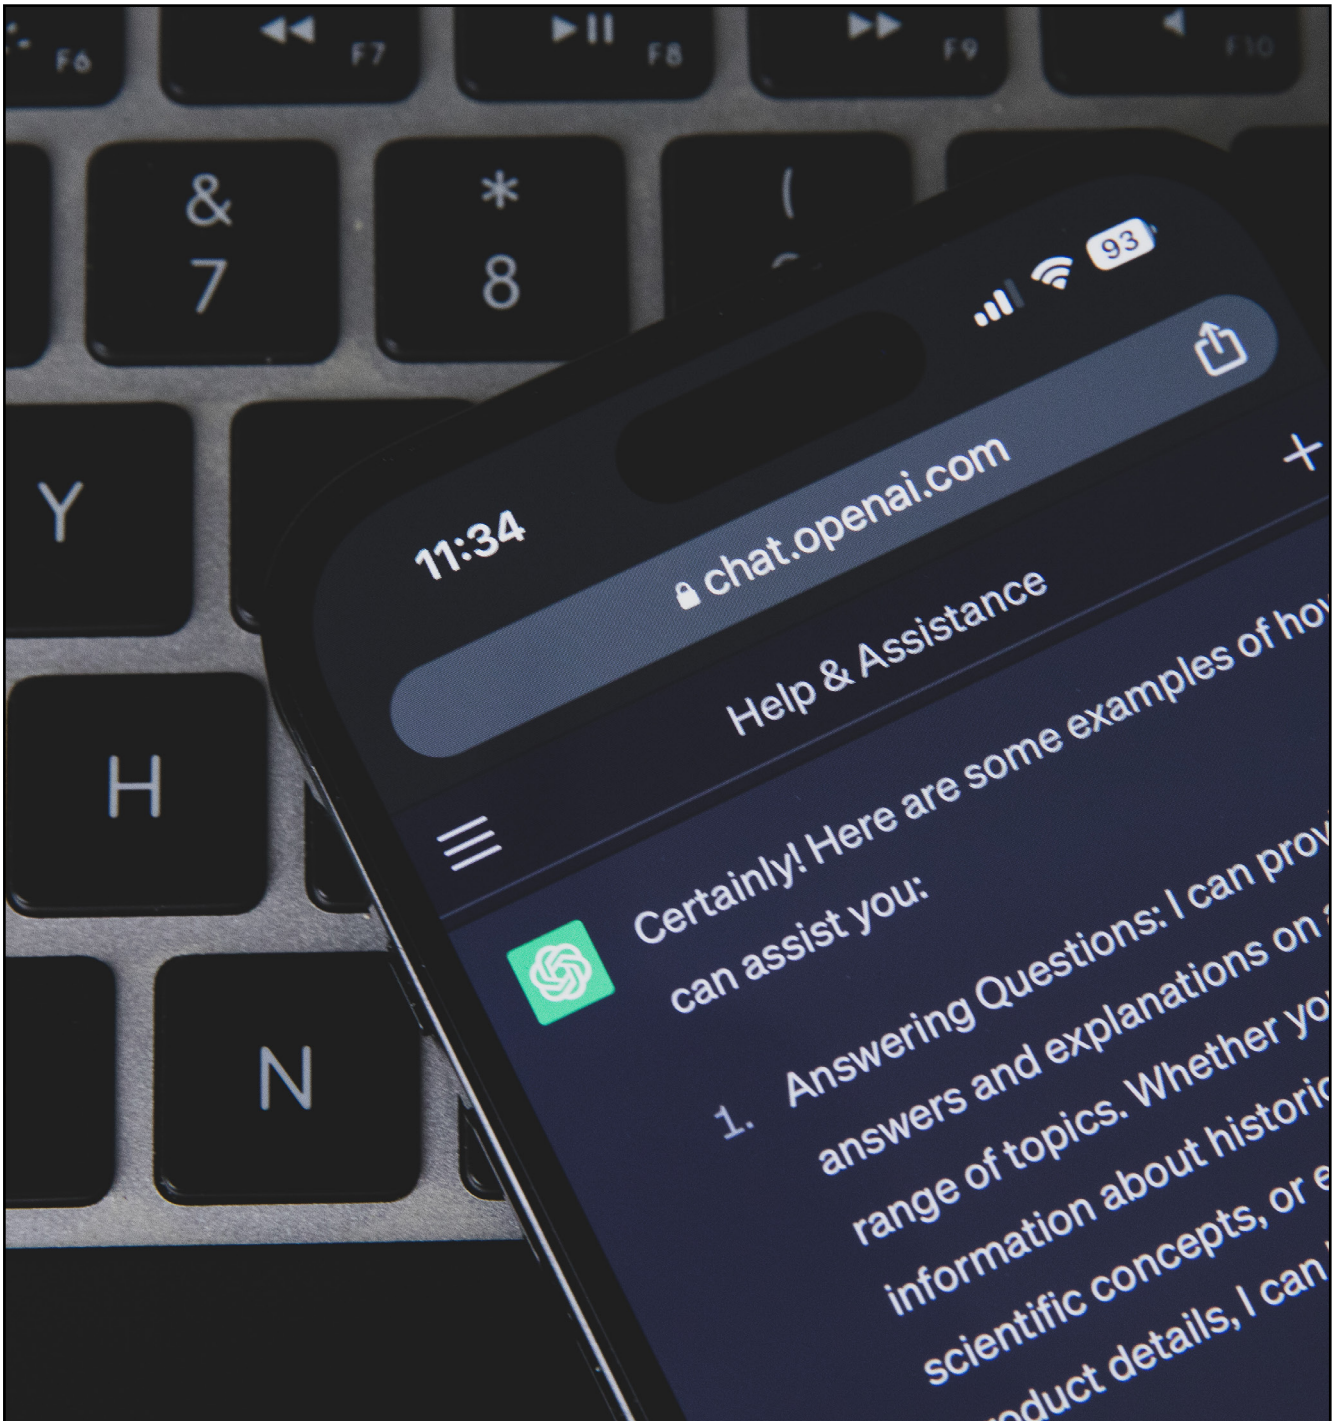 F6
F7
F8
F9
F10
&
7
*
8
(
Y
H
N
93
11:34
chat.openai.com
+
Help & Assistance
Certainly! Here are some examples of
can assist you:
1. Answering Questions: I can
answers and explanations on
range of topics. Whether
information about
scientific concepts, or
details, I can